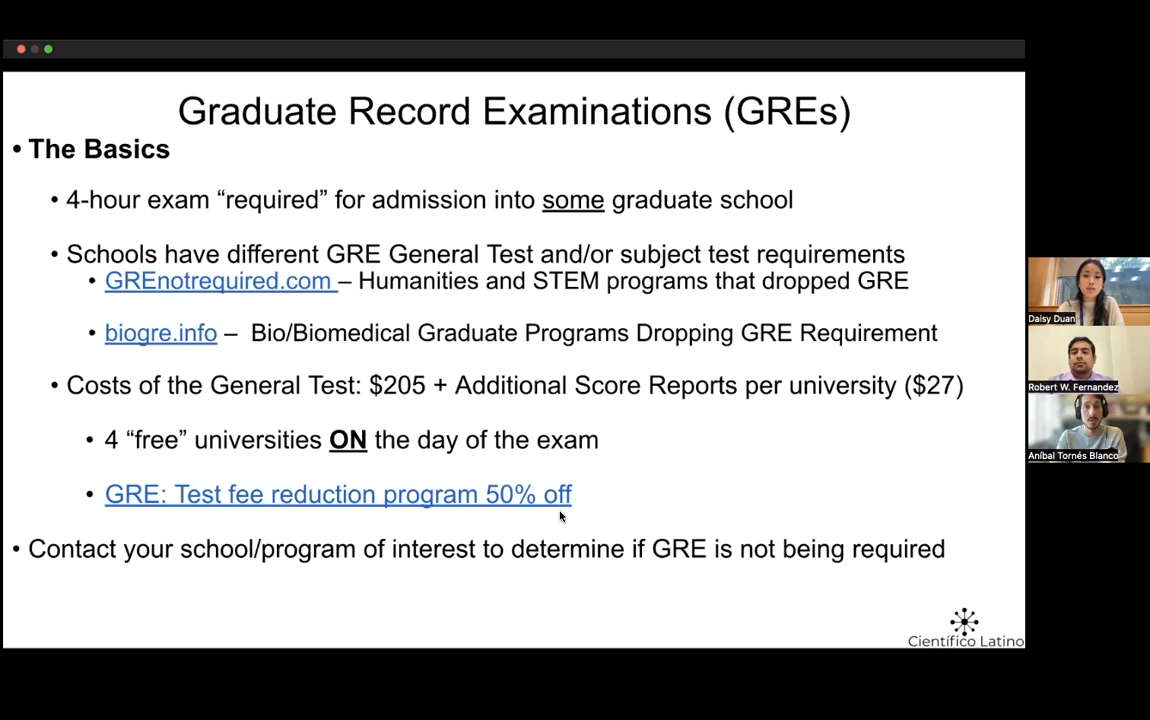 Graduate Record Examinations (GREs)
• The Basics
• 4-hour exam “required” for admission into some graduate school
• Schools have different GRE General Test and/or subject test requirements
• GREnotrequired.com – Humanities and STEM programs that dropped GRE
• biogre.info – Bio/Biomedical Graduate Programs Dropping GRE Requirement
• Costs of the General Test: $205 + Additional Score Reports per university ($27)
• 4 “free” universities ON the day of the exam
• GRE: Test fee reduction program 50% off
• Contact your school/program of interest to determine if GRE is not being required
Científico Latino
Daisy Duan
Robert W. Fernandez
Aníbal Tornés Blanco